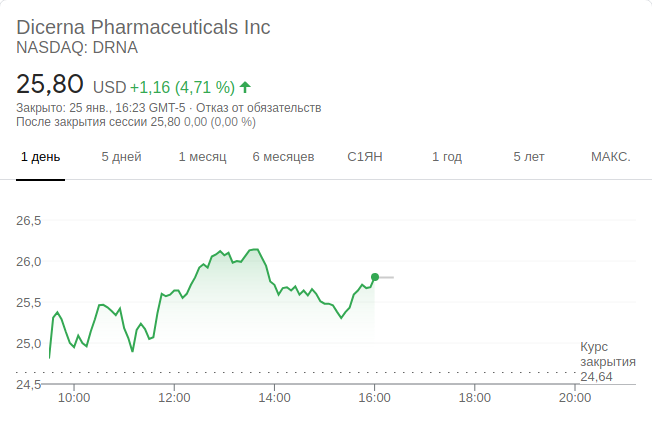 Dicerna Pharmaceuticals Inc
NASDAQ: DRNA
25,80 USD +1,16 (4,71 %)
Закрыто: 25 янв., 16:23 GMT-5 · Отказ от обязательств
После закрытия сессии 25,80 0,00 (0,00 %)
1 день 5 дней 1 месяц 6 месяцев С1ЯН 1 год 5 лет МАКС.
26,5
26,0
25,5
25,0
24,5
Курс
закрытия
24,64
10:00 12:00 14:00 16:00 18:00 20:00